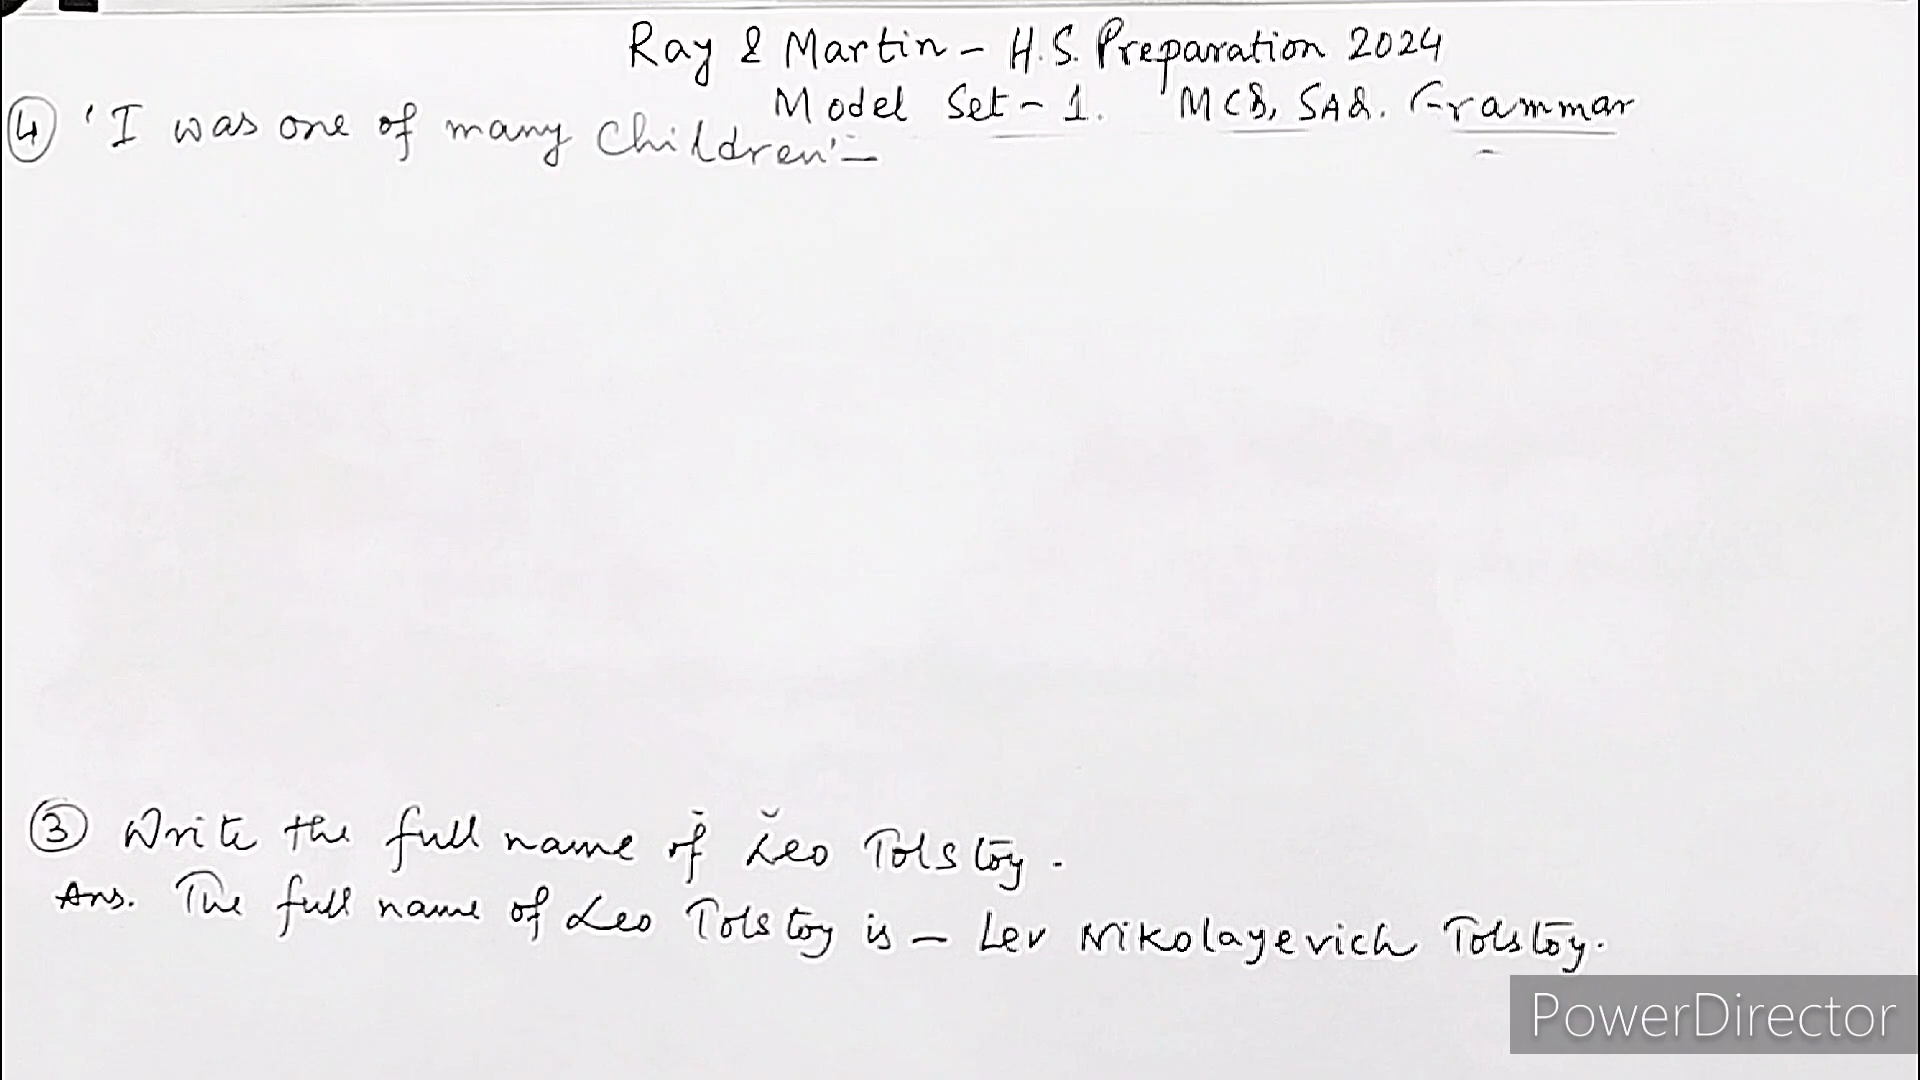 Ray & Martin - H.S. Preparation 2024
Model Set - 1. MCQ, SAQ. Grammar
④ 'I was one of many Children' -
③ Write the full name of Leo Tolstoy.
Ans. The full name of Leo Tolstoy is - Lev Nikolayevich Tolstoy.
PowerDirector